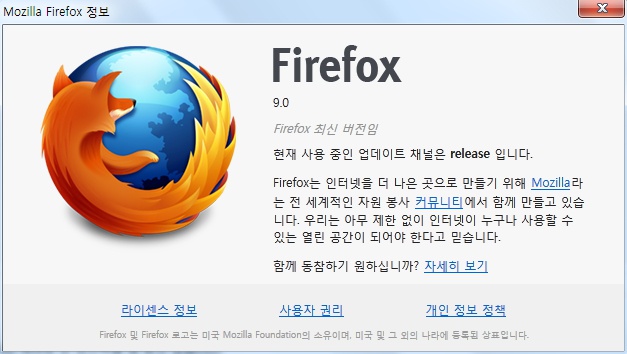 Mozilla Firefox 정보
Firefox
9.0
Firefox 최신 버전임
현재 사용 중인 업데이트 채널은 release 입니다.
Firefox는 인터넷을 더 나은 곳으로 만들기 위해 Mozilla라
는 전 세계적인 자원 봉사 커뮤니티에서 함께 만들고 있습
니다. 우리는 아무 제한 없이 인터넷이 누구나 사용할 수
있는 열린 공간이 되어야 한다고 믿습니다.
함께 동참하기 원하십니까? 자세히 보기
라이센스 정보 사용자 권리 개인 정보 정책
Firefox 및 Firefox 로고는 미국 Mozilla Foundation의 소유이며, 미국 및 그 외의 나라에 등록된 상표입니다.